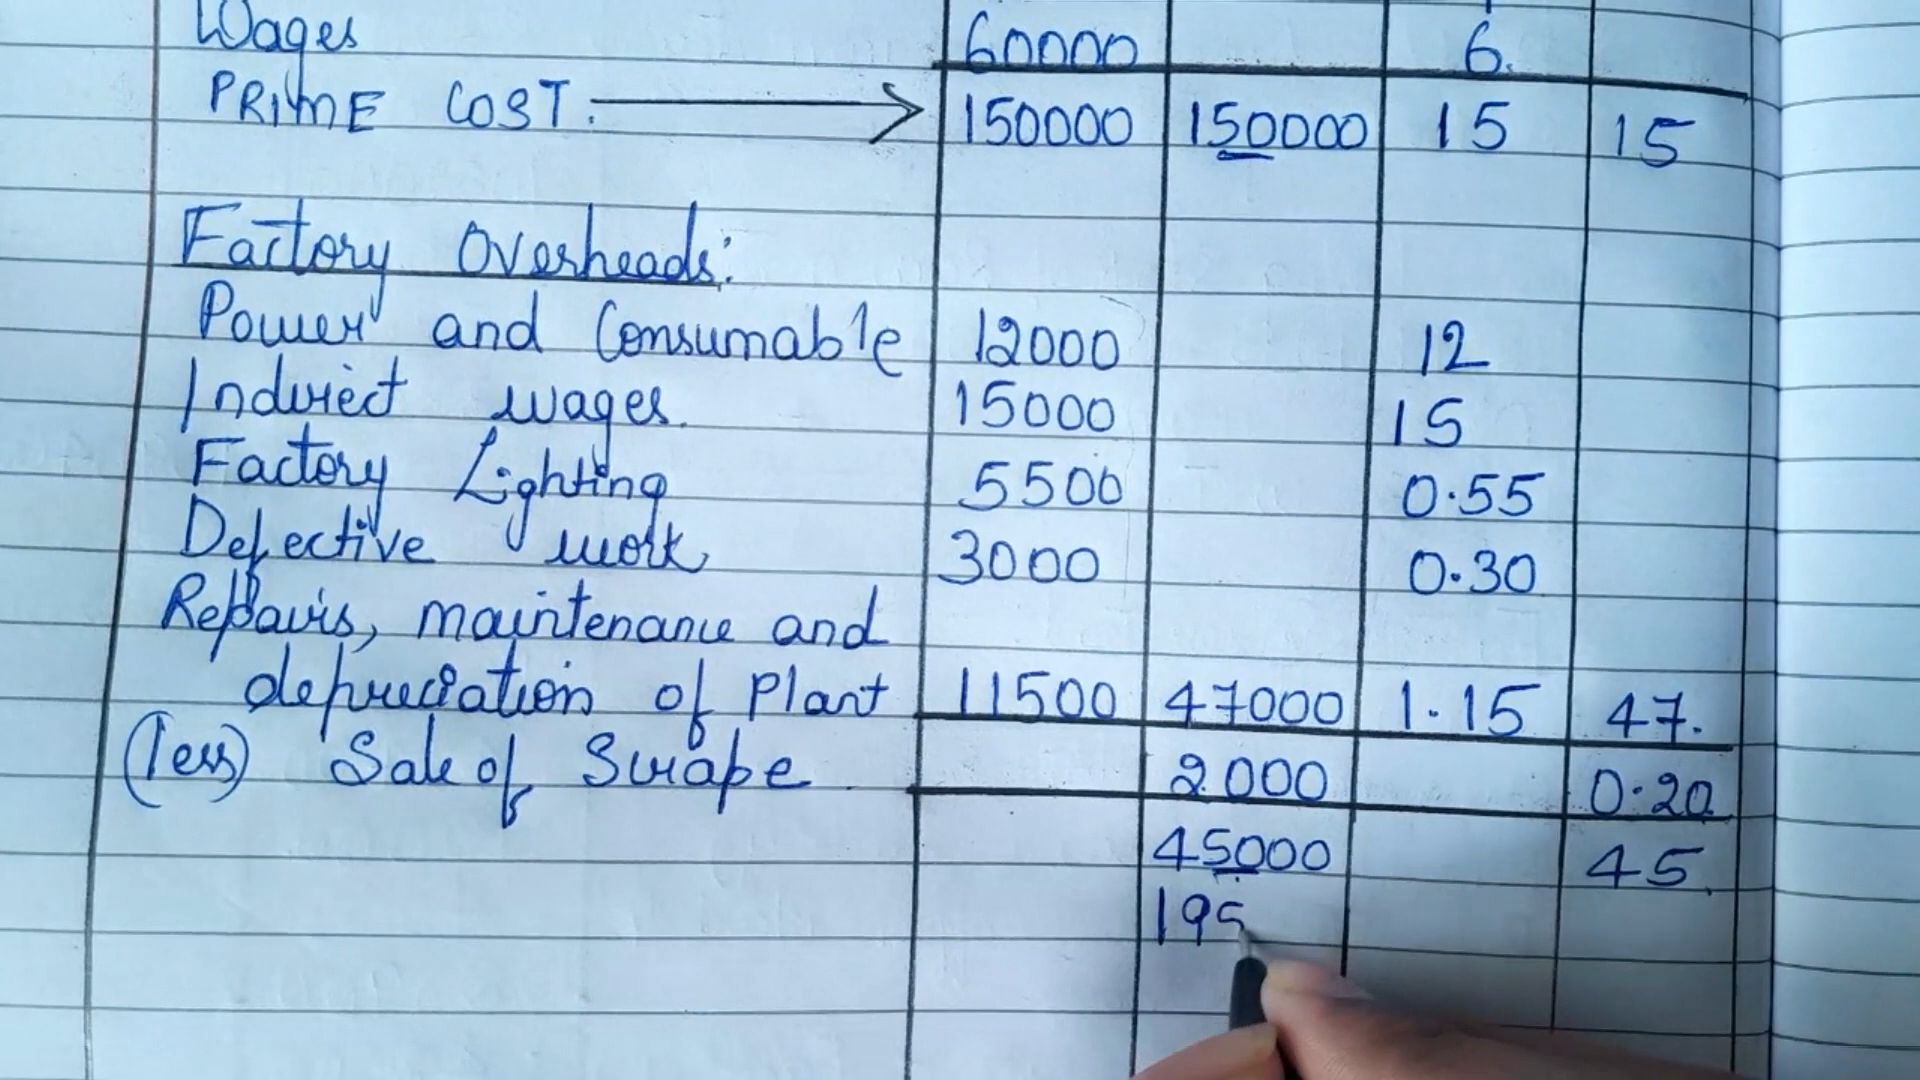 Wages 60000 6.
PRIME COST. 150000 150000 15 15
Factory Overheads:
Power and Consumable 12000 12
Indirect wages. 15000 15
Factory Lighting 5500 0.55
Defective work 3000 0.30
Repairs, maintenance and
depreciation of Plant 11500 47000 1.15 47.
(less) Sale of Scrape 2000 0.20
45000 45.
195